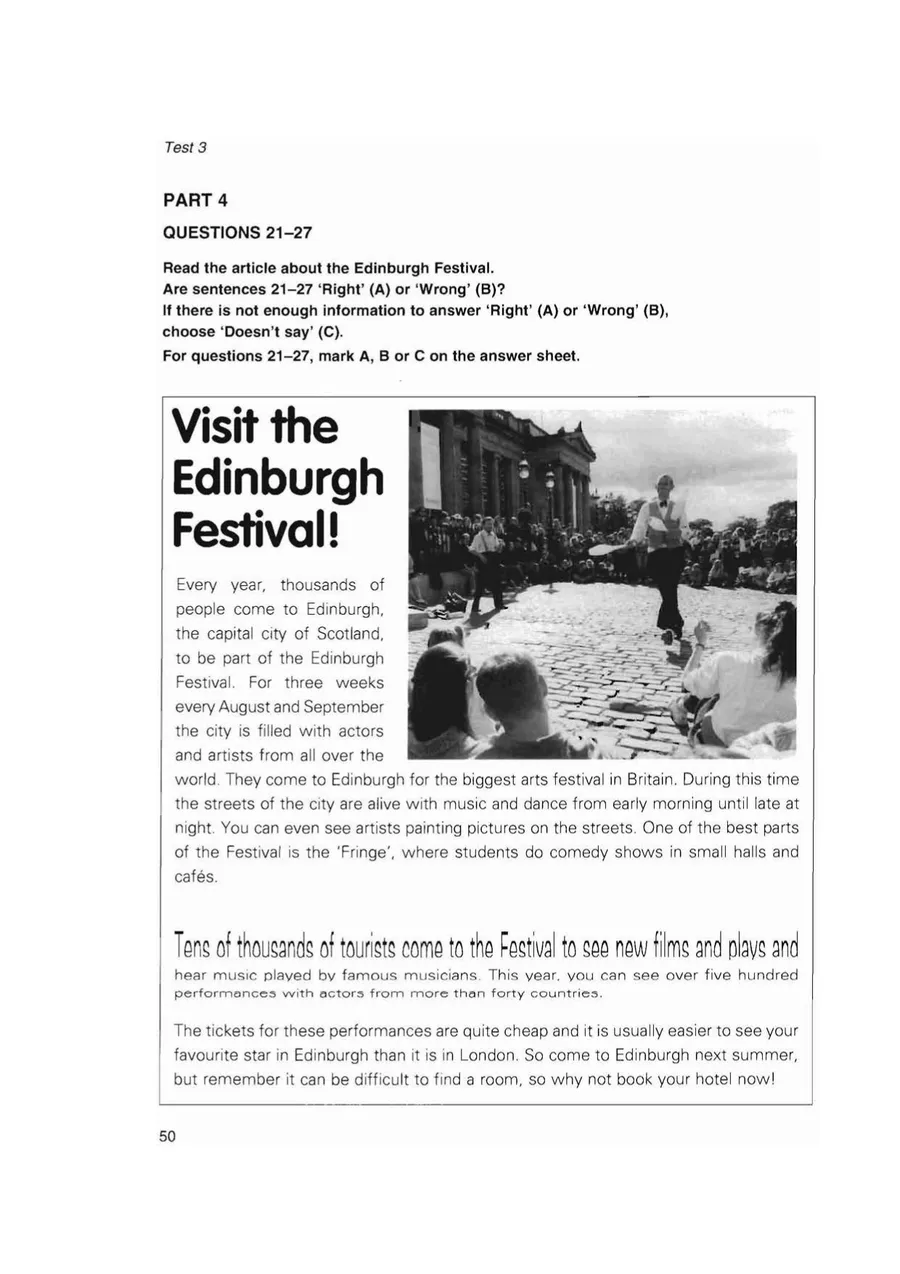 Test 3
PART 4
QUESTIONS 21–27
Read the article about the Edinburgh Festival.
Are sentences 21–27 'Right' (A) or 'Wrong' (B)?
If there is not enough information to answer 'Right' (A) or 'Wrong' (B),
choose 'Doesn't say' (C).
For questions 21–27, mark A, B or C on the answer sheet.
Visit the
Edinburgh
Festival!
Every year, thousands of
people come to Edinburgh,
the capital city of Scotland,
to be part of the Edinburgh
Festival. For three weeks
every August and September
the city is filled with actors
and artists from all over the
world. They come to Edinburgh for the biggest arts festival in Britain. During this time
the streets of the city are alive with music and dance from early morning until late at
night. You can even see artists painting pictures on the streets. One of the best parts
of the Festival is the 'Fringe', where students do comedy shows in small halls and
cafés.
Tens of thousands of tourists come to the Festival to see new films and plays and
hear music played by famous musicians. This year, you can see over five hundred
performances with actors from more than forty countries.
The tickets for these performances are quite cheap and it is usually easier to see your
favourite star in Edinburgh than it is in London. So come to Edinburgh next summer,
but remember it can be difficult to find a room, so why not book your hotel now!
50